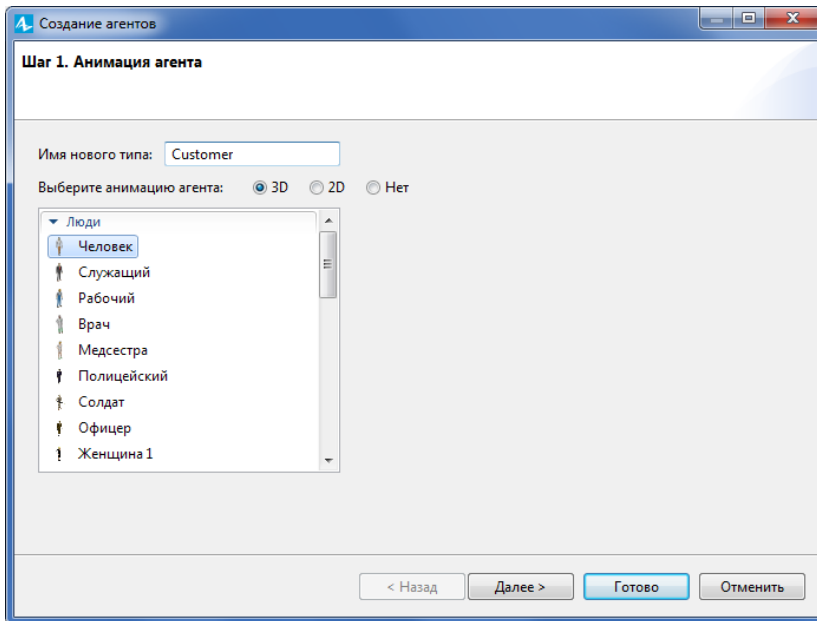 Создание агентов
Шаг 1. Анимация агента
Имя нового типа: Customer
Выберите анимацию агента: 3D 2D Нет
Люди
Человек
Служащий
Рабочий
Врач
Медсестра
Полицейский
Солдат
Офицер
Женщина 1
< Назад Далее > Готово Отменить